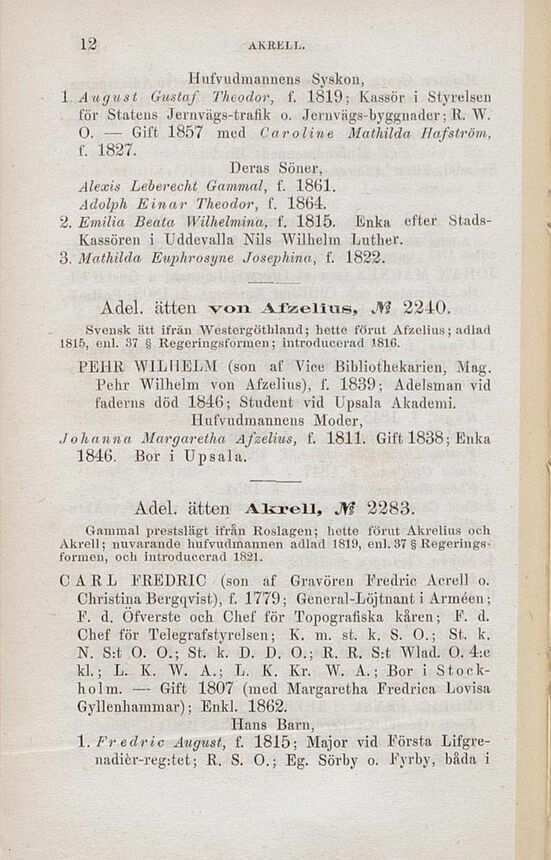 12 AKRELL.
Hufvudmannens Syskon,
1. August Gustaf Theodor, f. 1819; Kassör i Styrelsen
för Statens Jernvägs-trafik o. Jernvägs-byggnader; R. W.
O. — Gift 1857 med Caroline Mathilda Hafström,
f. 1827.
Deras Söner,
Alexis Leberecht Gammal, f. 1861.
Adolph Einar Theodor, f. 1864.
2. Emilia Beata Wilhelmina, f. 1815. Enka efter Stads-
Kassören i Uddevalla Nils Wilhelm Luther.
3. Mathilda Euphrosyne Josephina, f. 1822.
Adel. ätten von Afzelius, № 2240.
Svensk ätt ifrån Westergöthland; hette förut Afzelius; adlad
1815, enl. 37 § Regeringsformen; introducerad 1816.
PEHR WILHELM (son af Vice Bibliothekarien, Mag.
Pehr Wilhelm von Afzelius), f. 1839; Adelsman vid
faderns död 1846; Student vid Upsala Akademi.
Hufvudmannens Moder,
Johanna Margaretha Afzelius, f. 1811. Gift 1838; Enka
1846. Bor i Upsala.
Adel. ätten Akrell, № 2283.
Gammal prestslägt ifrån Roslagen; hette förut Akrelius och
Akrell; nuvarande hufvudmannen adlad 1819, enl. 37 § Regerings-
formen, och introducerad 1821.
CARL FREDRIC (son af Gravören Fredric Acrell o.
Christina Bergqvist), f. 1779; General-Löjtnant i Arméen;
F. d. Öfverste och Chef för Topografiska kåren; F. d.
Chef för Telegrafstyrelsen; K. m. st. k. S. O.; St. k.
N. S:t O. O.; St. k. D. D. O.; R. R. S:t Wlad. O. 4:e
kl.; L. K. W. A.; L. K. Kr. W. A.; Bor i Stock-
holm. — Gift 1807 (med Margaretha Fredrica Lovisa
Gyllenhammar); Enkl. 1862.
Hans Barn,
1. Fredric August, f. 1815; Major vid Första Lifgre-
nadièr-reg:tet; R. S. O.; Eg. Sörby o. Fyrby, båda i